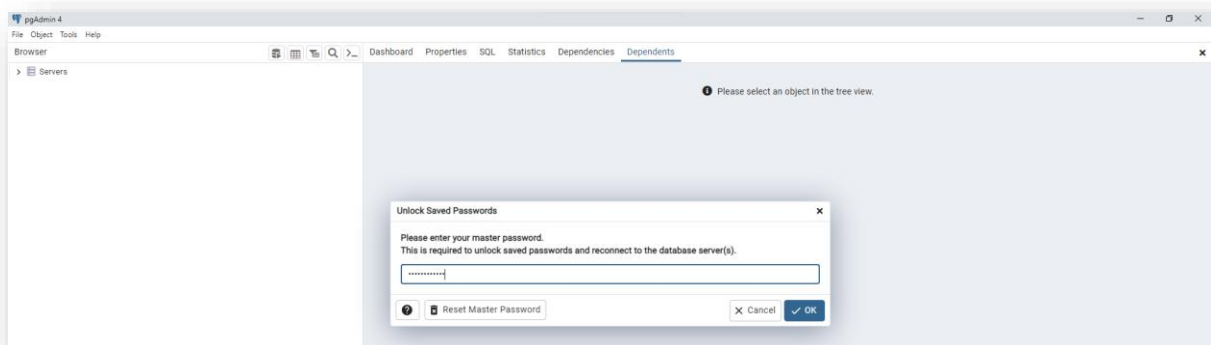 pgAdmin 4
File Object Tools Help
Browser
Dashboard Properties SQL Statistics Dependencies Dependents
Servers
Please select an object in the tree view.
Unlock Saved Passwords
Please enter your master password.
This is required to unlock saved passwords and reconnect to the database server(s).
Reset Master Password
Cancel
OK